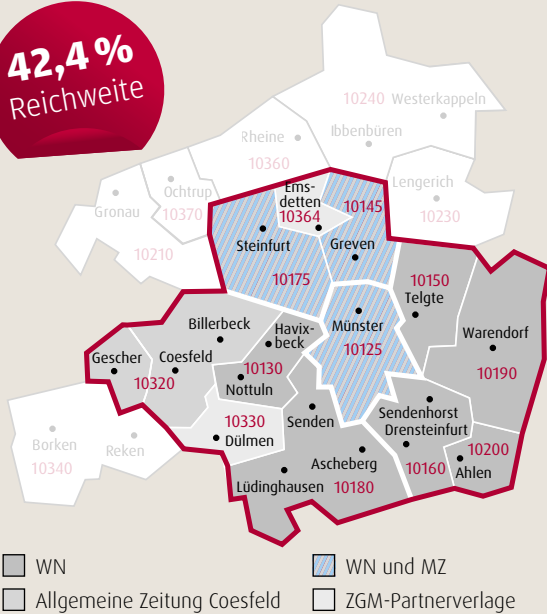 42,4 %
Reichweite
10240 Westerkappeln
Ibbenbüren
Rheine
10360
Lengerich
10230
Ochtrup
10370
Gronau
10210
Ems-
detten
10364
10145
Steinfurt
Greven
10175
10150
Telgte
Billerbeck
Havix-
beck
Münster
10125
Warendorf
10190
Gescher
Coesfeld
10320
10130
Nottuln
10330
Dülmen
Senden
Sendenhorst
Drensteinfurt
Borken
10340
Reken
Ascheberg
Lüdinghausen
10180
10160
10200
Ahlen
WN
WN und MZ
Allgemeine Zeitung Coesfeld
ZGM-Partnerverlage